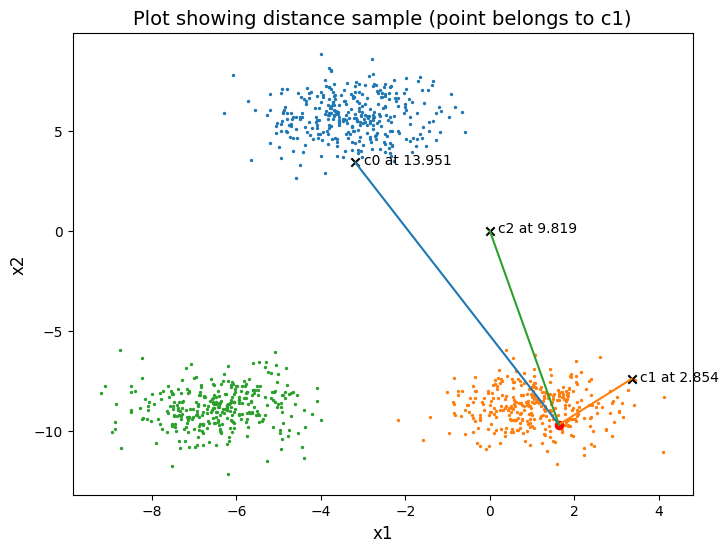 Plot showing distance sample (point belongs to c1)
5
0
−5
−10
x2
c0 at 13.951
c2 at 9.819
c1 at 2.854
−8
−6
−4
−2
0
2
4
x1